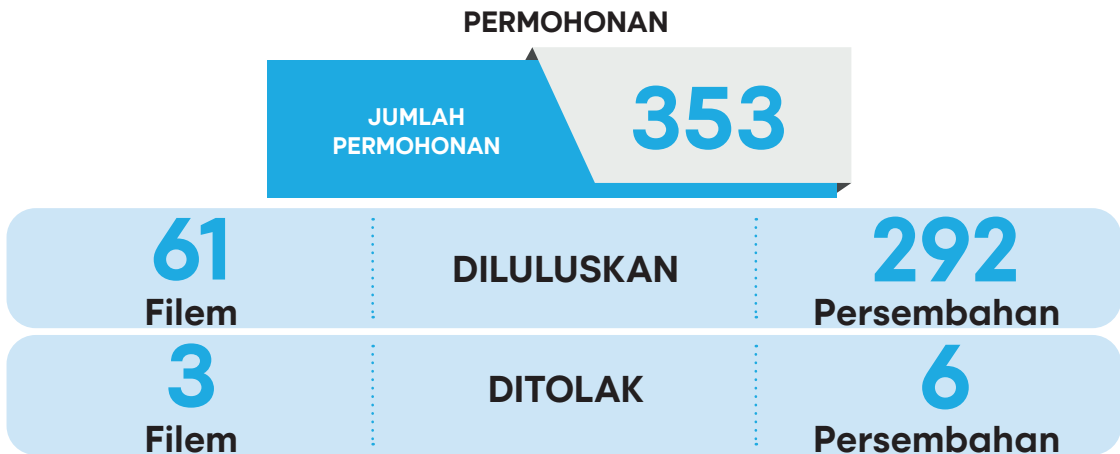 PERMOHONAN
JUMLAH
PERMOHONAN
353
61
Filem
DILULUSKAN
292
Persembahan
3
Filem
DITOLAK
6
Persembahan